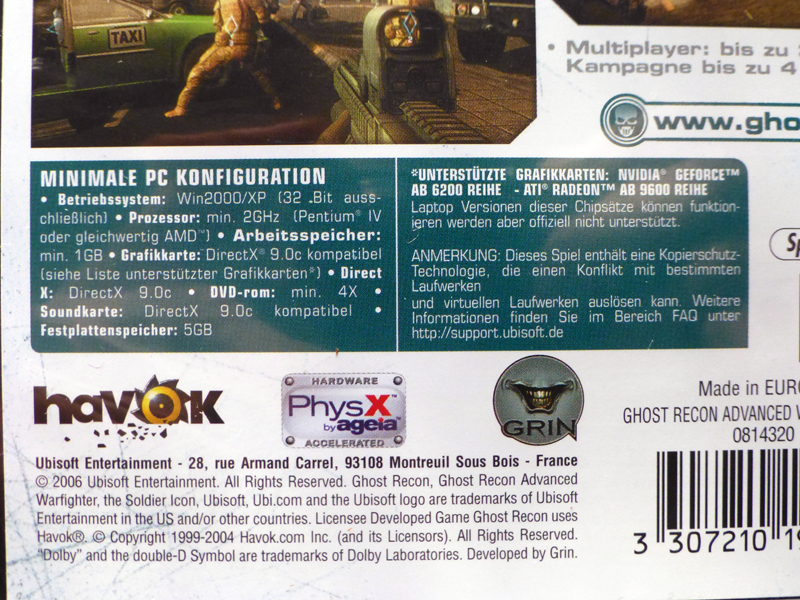 TAXI
• Multiplayer: bis zu
Kampagne bis zu 4
www.gho
MINIMALE PC KONFIGURATION
• Betriebssystem: Win2000/XP (32 Bit auss-
chließlich) • Prozessor: min. 2GHz (Pentium® IV
oder gleichwertig AMD™) • Arbeitsspeicher:
min. 1GB • Grafikkarte: DirectX® 9.0c kompatibel
(siehe Liste unterstützter Grafikkarten*) • Direct
X: DirectX 9.0c • DVD-rom: min. 4X •
Soundkarte: DirectX 9.0c kompatibel •
Festplattenspeicher: 5GB
*UNTERSTÜTZTE GRAFIKKARTEN: NVIDIA® GEFORCE™
AB 6200 REIHE - ATI® RADEON™ AB 9600 REIHE
Laptop Versionen dieser Chipsätze können funktion-
ieren werden aber offiziell nicht unterstützt.
ANMERKUNG: Dieses Spiel enthält eine Kopierschutz-
Technologie, die einen Konflikt mit bestimmten
Laufwerken
und virtuellen Laufwerken auslösen kann. Weitere
Informationen finden Sie im Bereich FAQ unter
http://support.ubisoft.de
Sp
havok
HARDWARE
PhysX™
by ageia
ACCELERATED
GRIN
Made in EURO
GHOST RECON ADVANCED W
0814320
Ubisoft Entertainment - 28, rue Armand Carrel, 93108 Montreuil Sous Bois - France
© 2006 Ubisoft Entertainment. All Rights Reserved. Ghost Recon, Ghost Recon Advanced
Warfighter, the Soldier Icon, Ubisoft, Ubi.com and the Ubisoft logo are trademarks of Ubisoft
Entertainment in the US and/or other countries. Licensee Developed Game Ghost Recon uses
Havok®. © Copyright 1999-2004 Havok.com Inc. (and its Licensors). All Rights Reserved.
"Dolby" and the double-D Symbol are trademarks of Dolby Laboratories. Developed by Grin.
3 307210 19